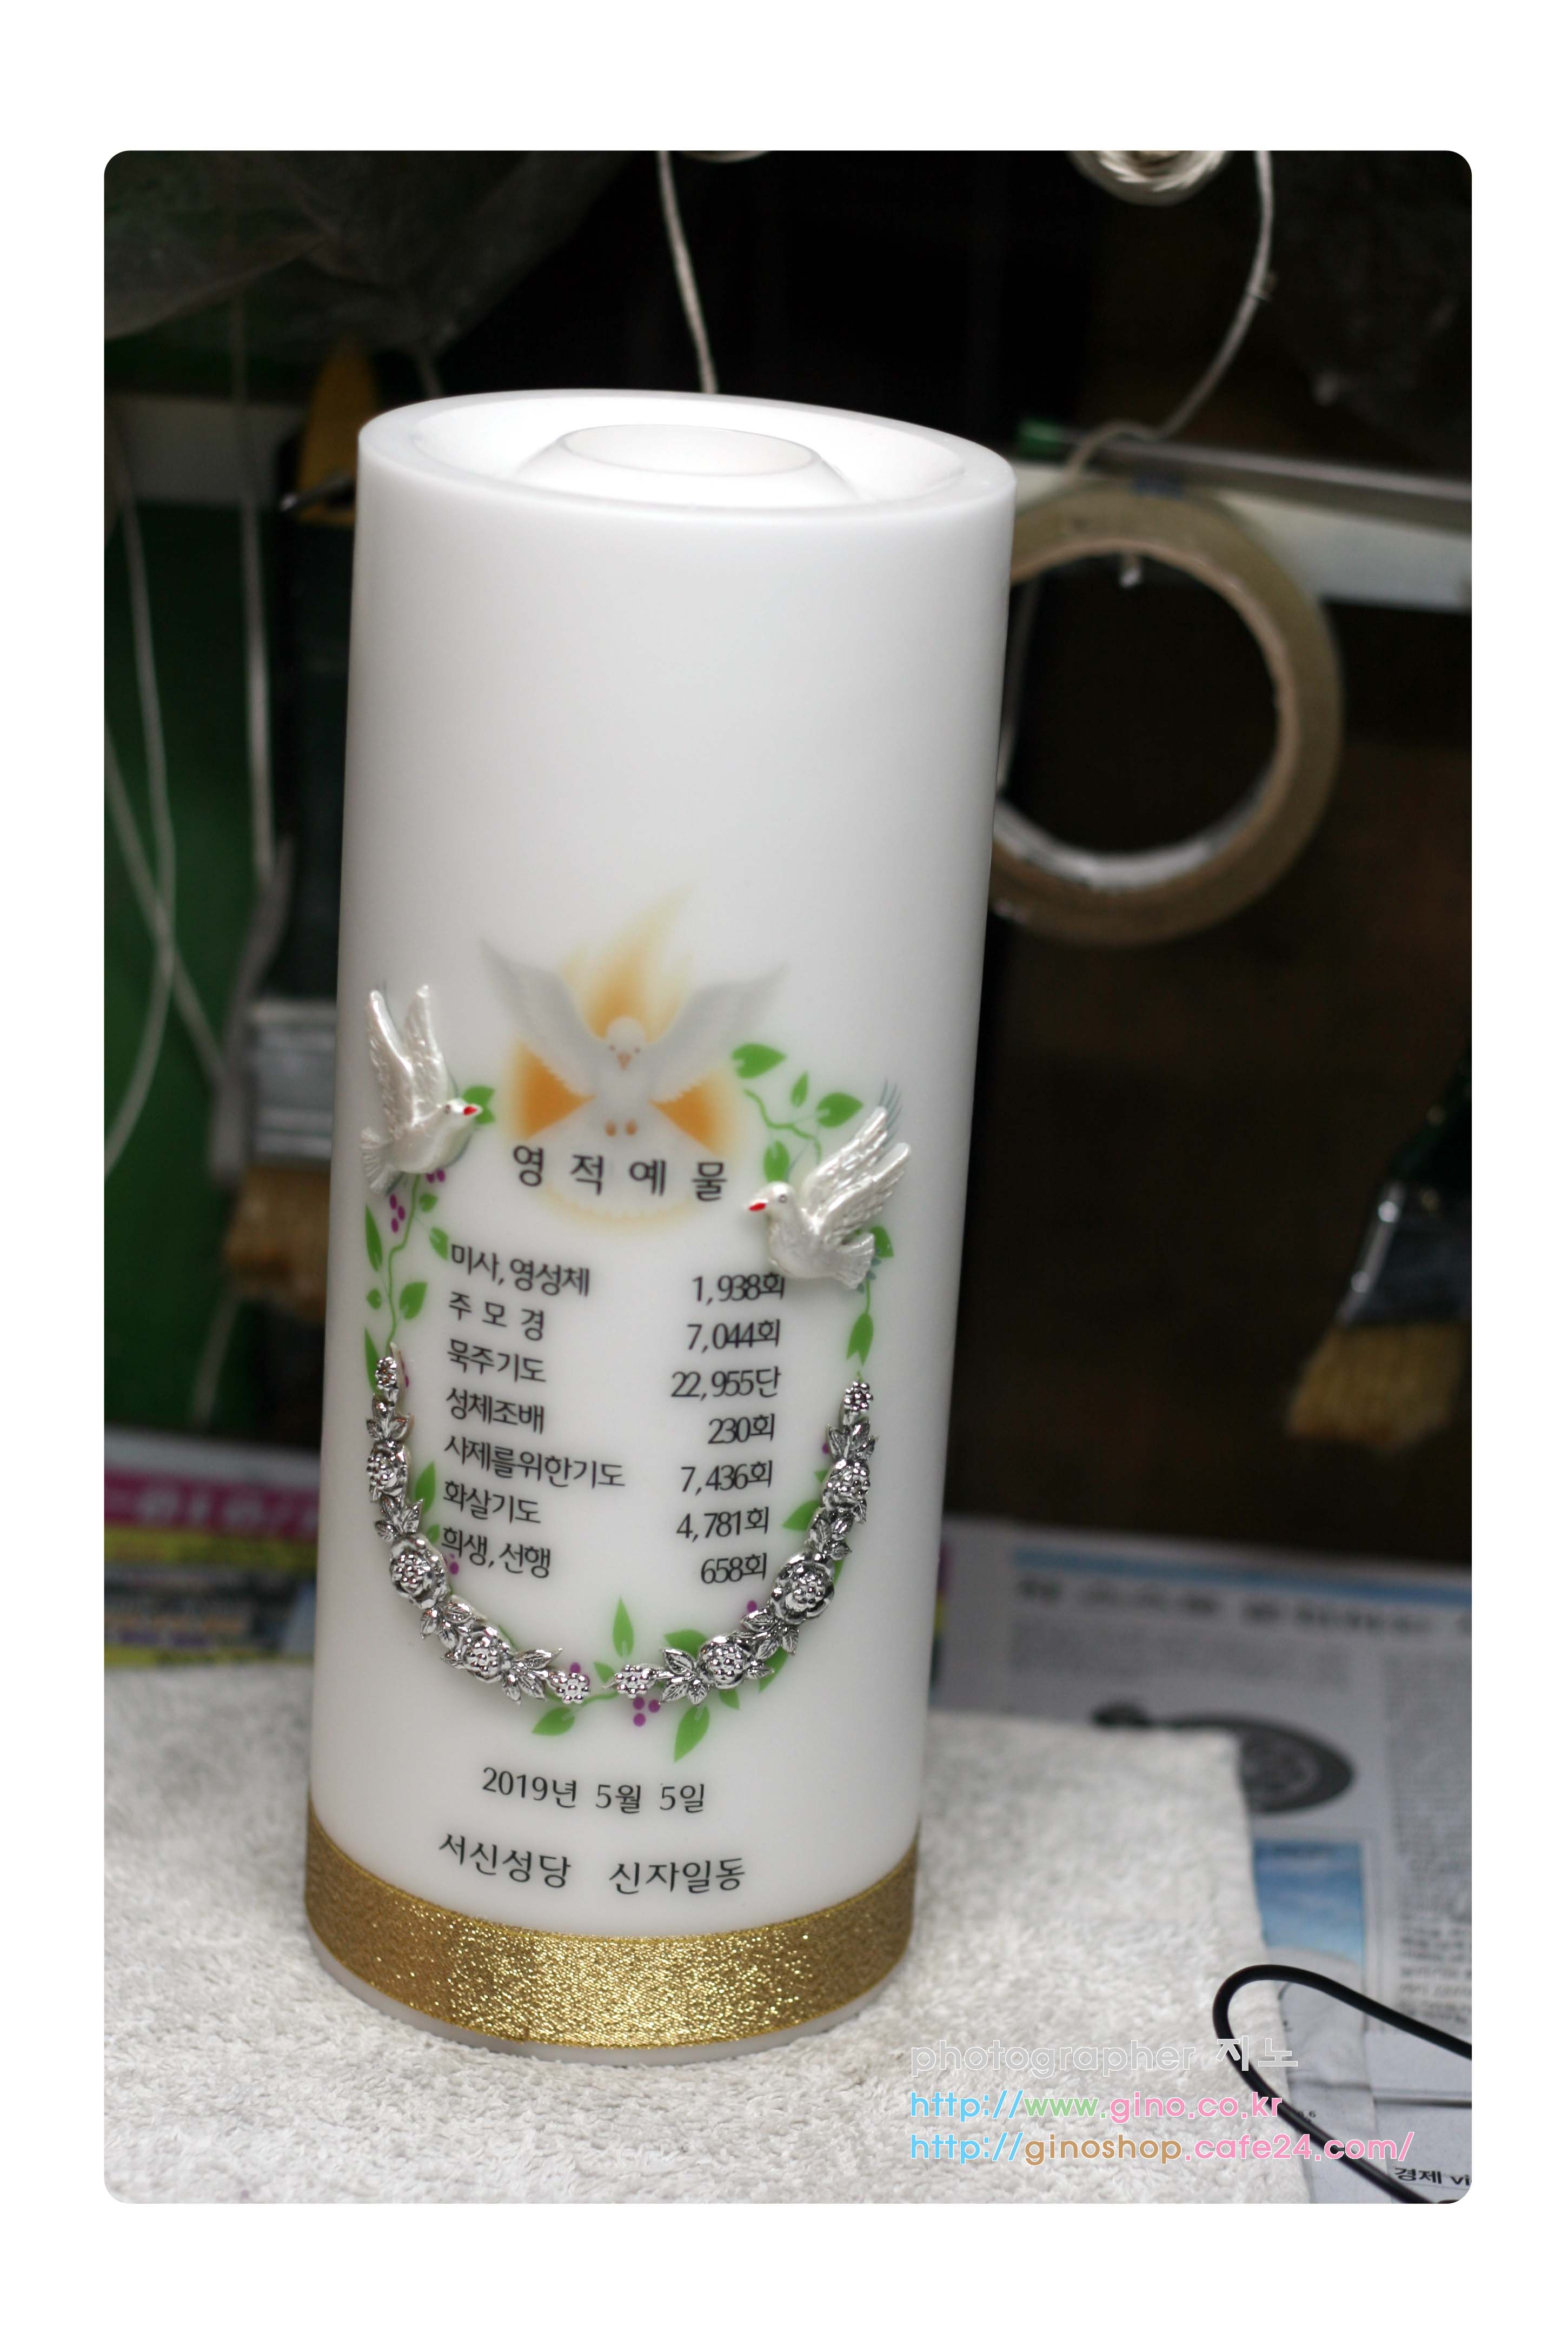 영적예물
미사, 영성체 1,938회
주모경 7,044회
묵주기도 22,955단
성체조배 230회
사제를위한기도 7,436회
화살기도 4,781회
희생, 선행 658회
2019년 5월 5일
서신성당 신자일동
photographer 지노
http://www.gino.co.kr
http://ginoshop.cafe24.com/
경제 vi